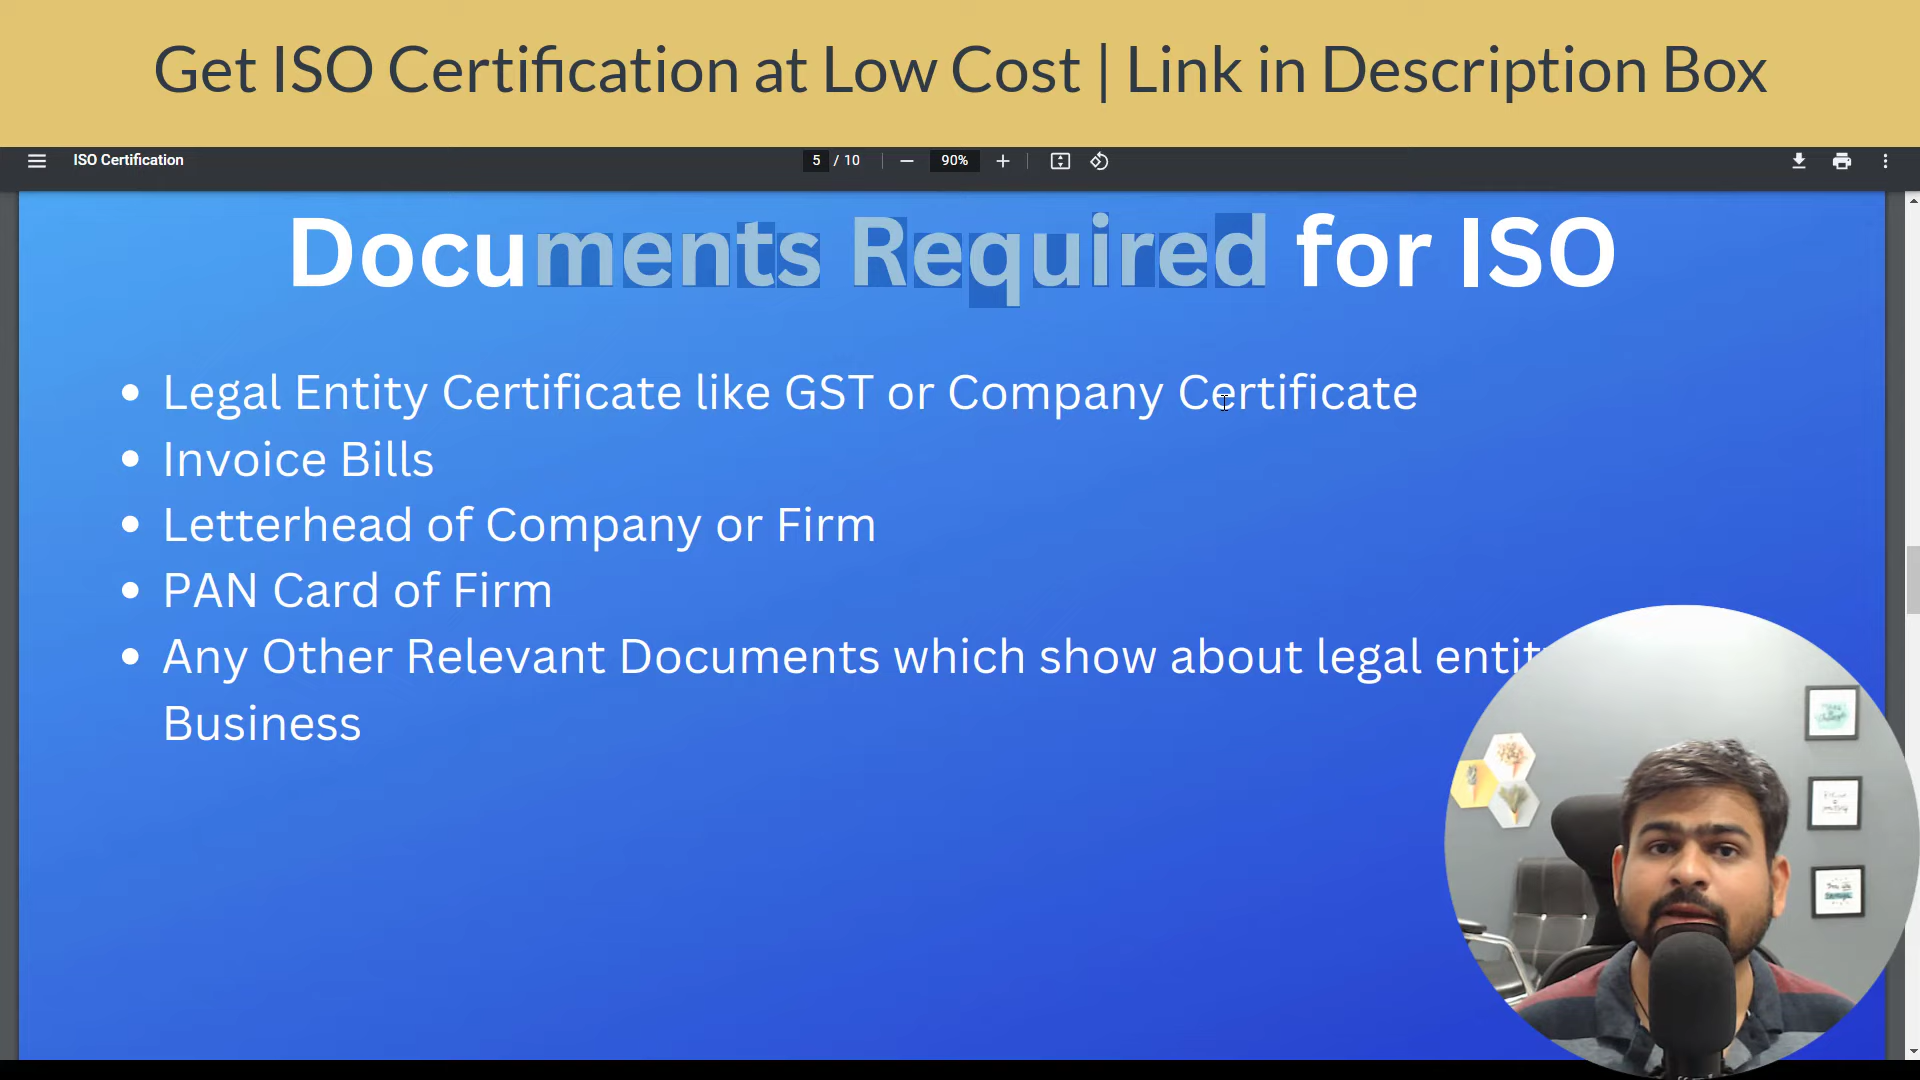 Get ISO Certification at Low Cost | Link in Description Box
ISO Certification
5 / 10
90%
Documents Required for ISO
Legal Entity Certificate like GST or Company Certificate
Invoice Bills
Letterhead of Company or Firm
PAN Card of Firm
Any Other Relevant Documents which show about legal
Business